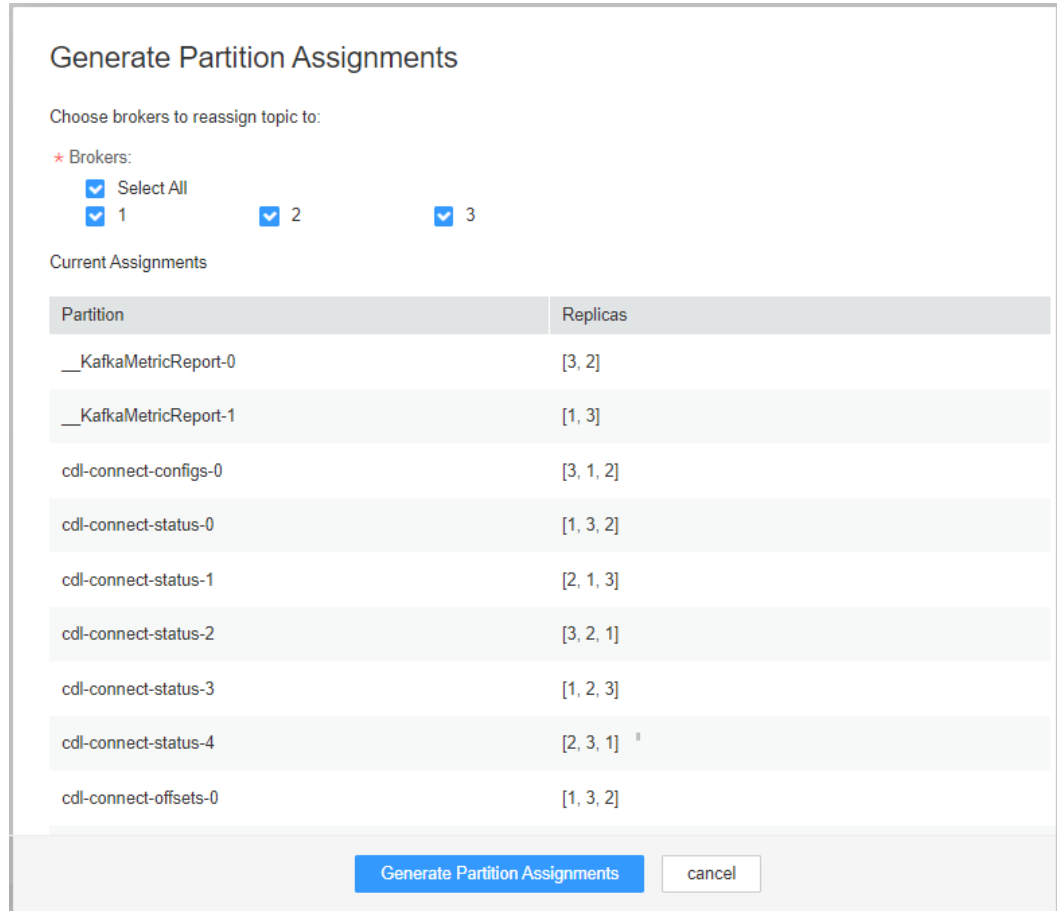 Generate Partition Assignments
Choose brokers to reassign topic to:
* Brokers:
Select All
1 2 3
Current Assignments
Partition Replicas
__KafkaMetricReport-0 [3, 2]
__KafkaMetricReport-1 [1, 3]
cdl-connect-configs-0 [3, 1, 2]
cdl-connect-status-0 [1, 3, 2]
cdl-connect-status-1 [2, 1, 3]
cdl-connect-status-2 [3, 2, 1]
cdl-connect-status-3 [1, 2, 3]
cdl-connect-status-4 [2, 3, 1]
cdl-connect-offsets-0 [1, 3, 2]
Generate Partition Assignments cancel